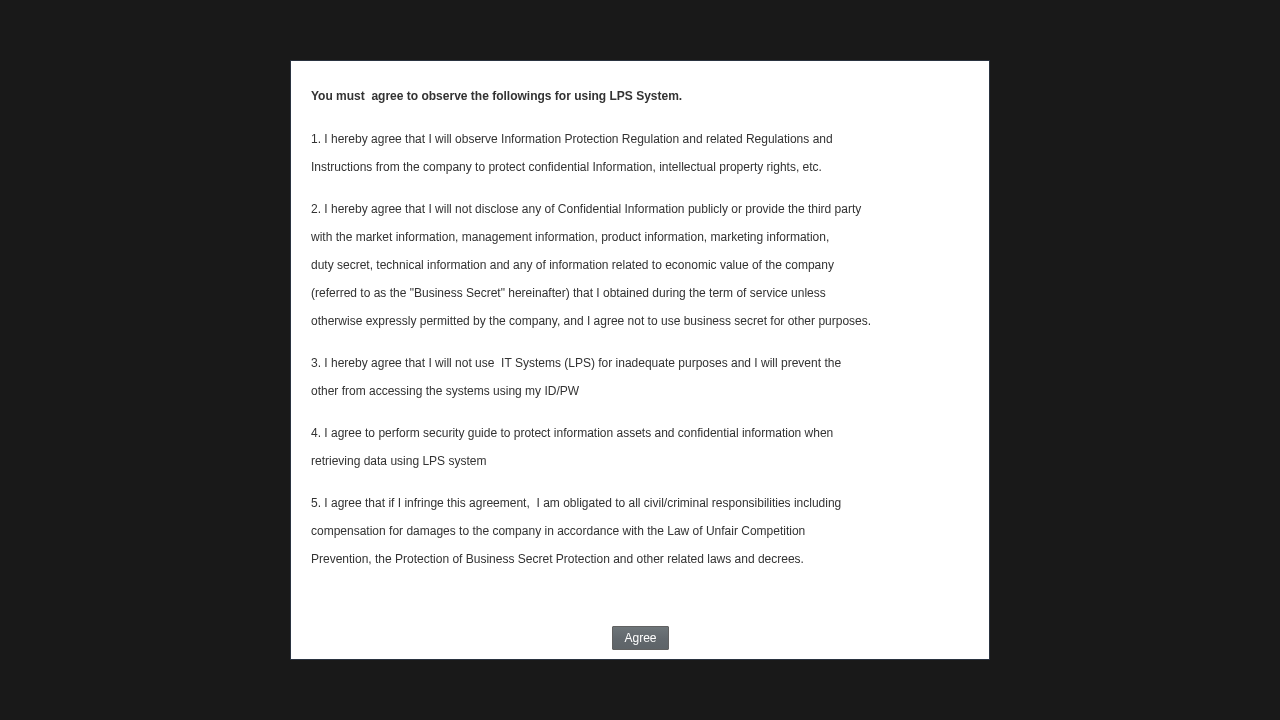 You must  agree to observe the followings for using LPS System.
1. I hereby agree that I will observe Information Protection Regulation and related Regulations and
Instructions from the company to protect confidential Information, intellectual property rights, etc.
2. I hereby agree that I will not disclose any of Confidential Information publicly or provide the third party
with the market information, management information, product information, marketing information,
duty secret, technical information and any of information related to economic value of the company
(referred to as the "Business Secret" hereinafter) that I obtained during the term of service unless
otherwise expressly permitted by the company, and I agree not to use business secret for other purposes.
3. I hereby agree that I will not use  IT Systems (LPS) for inadequate purposes and I will prevent the
other from accessing the systems using my ID/PW
4. I agree to perform security guide to protect information assets and confidential information when
retrieving data using LPS system
5. I agree that if I infringe this agreement,  I am obligated to all civil/criminal responsibilities including
compensation for damages to the company in accordance with the Law of Unfair Competition
Prevention, the Protection of Business Secret Protection and other related laws and decrees.
Agree